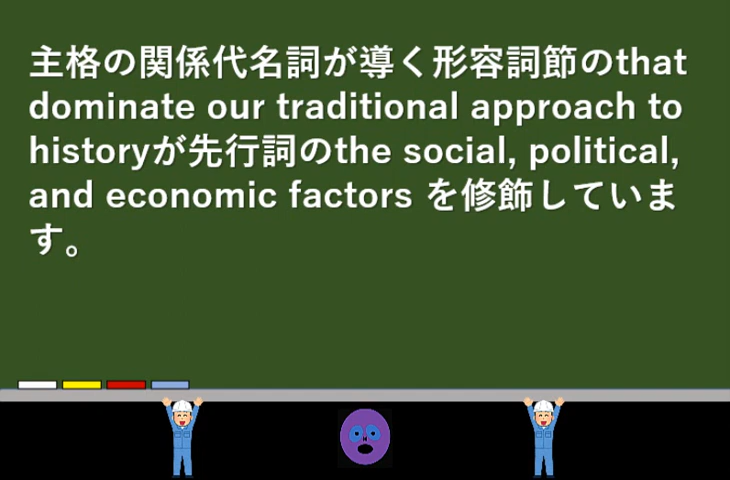 主格の関係代名詞が導く形容詞節のthat
dominate our traditional approach to
historyが先行詞のthe social, political,
and economic factors を修飾していま
す。